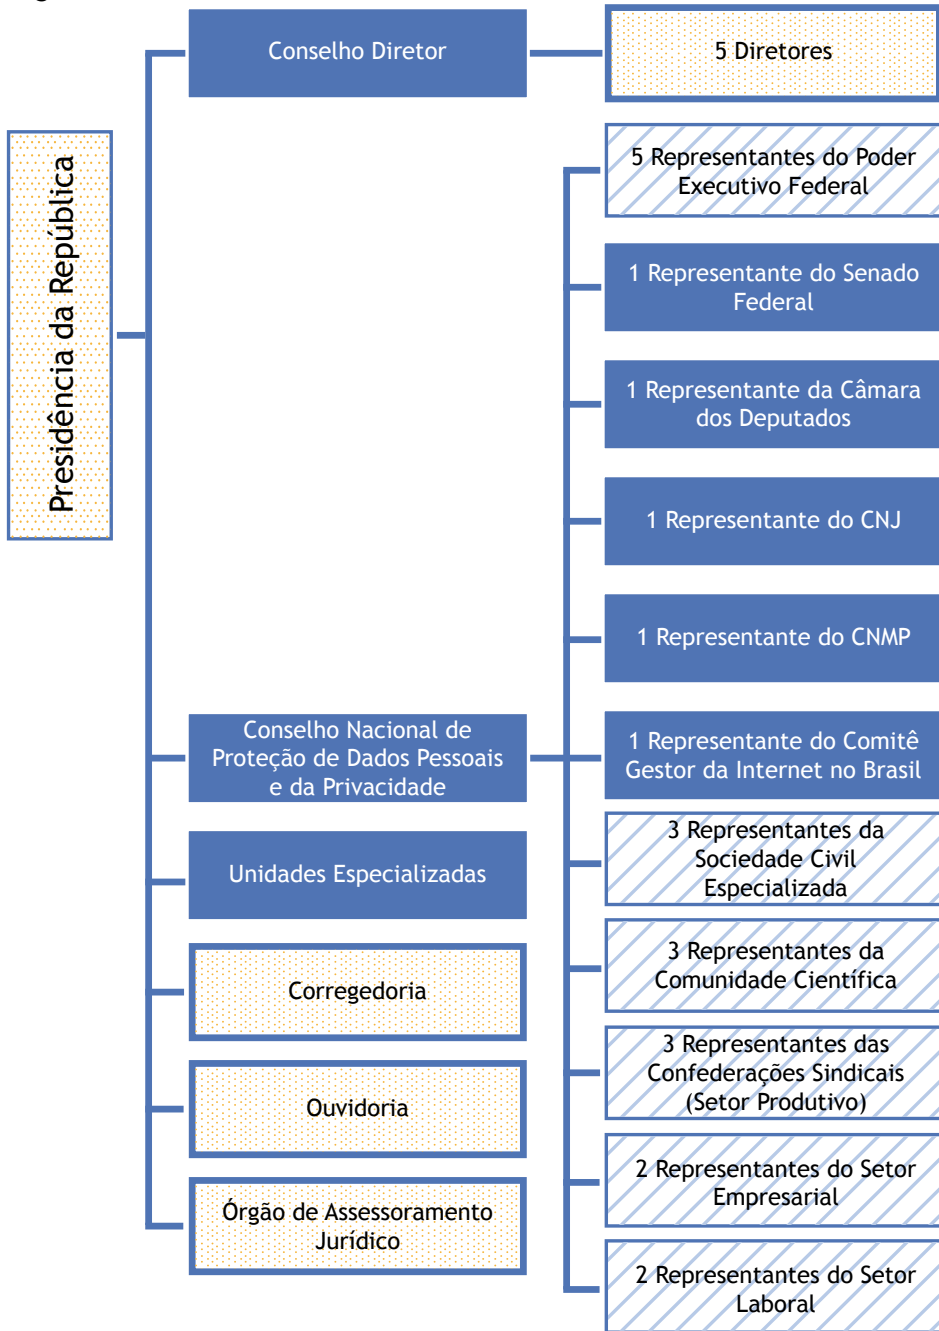 Presidência da República
Conselho Diretor
5 Diretores
5 Representantes do Poder
Executivo Federal
1 Representante do Senado
Federal
1 Representante da Câmara
dos Deputados
1 Representante do CNJ
1 Representante do CNMP
Conselho Nacional de
Proteção de Dados Pessoais
e da Privacidade
1 Representante do Comitê
Gestor da Internet no Brasil
Unidades Especializadas
3 Representantes da
Sociedade Civil
Especializada
Corregedoria
3 Representantes da
Comunidade Científica
Ouvidoria
3 Representantes das
Confederações Sindicais
(Setor Produtivo)
Órgão de Assessoramento
Jurídico
2 Representantes do Setor
Empresarial
2 Representantes do Setor
Laboral